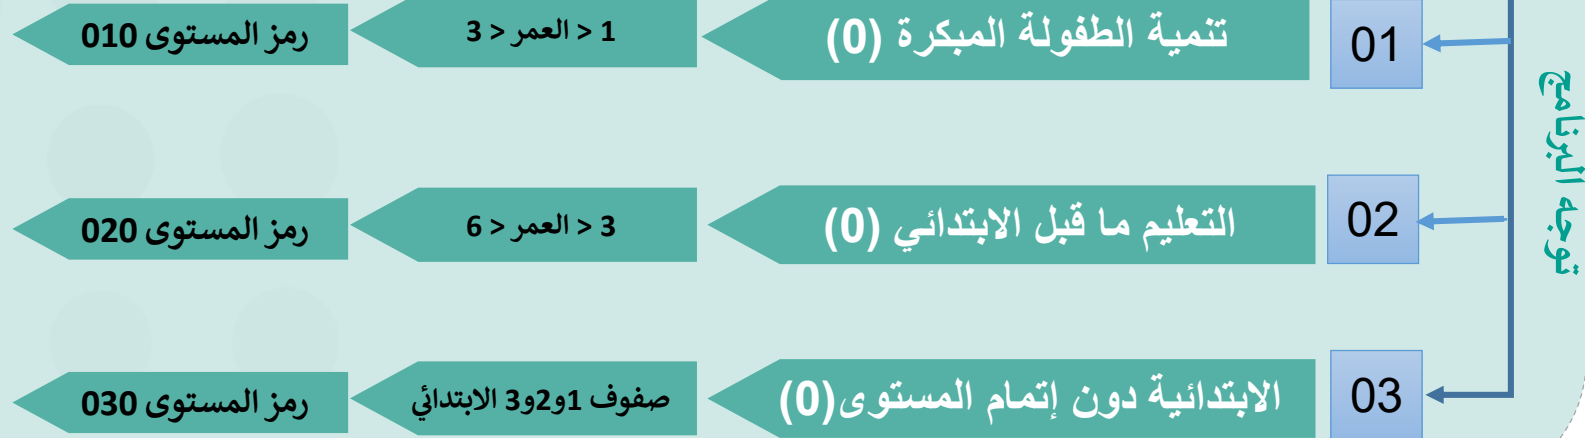 توجه البرنامج
01
تنمية الطفولة المبكرة (0)
1 < العمر < 3
رمز المستوى 010
02
التعليم ما قبل الابتدائي (0)
3 < العمر < 6
رمز المستوى 020
03
الابتدائية دون إتمام المستوى(0)
صفوف 1و2و3 الابتدائي
رمز المستوى 030